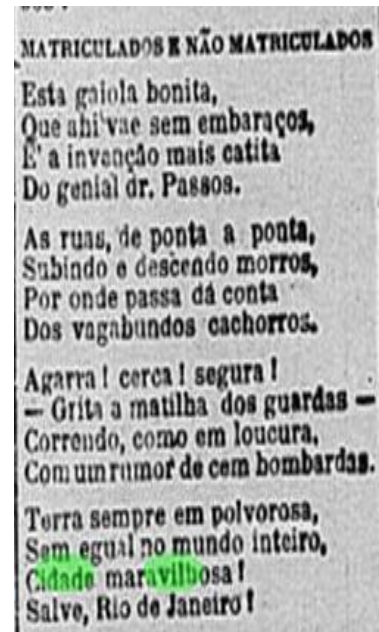 MATRICULADOS E NÃO MATRICULADOS
Esta gaiola bonita,
Que ahi vae sem embaraços,
E' a invenção mais catita
Do genial dr. Passos.
As ruas, de ponta a ponta,
Subindo e descendo morros,
Por onde passa dá conta
Dos vagabundos cachorros.
Agarra! cerca! segura!
— Grita a matilha dos guardas —
Correndo, como em loucura,
Com um rumor de cem bombardas.
Terra sempre em polvorosa,
Sem egual no mundo inteiro,
Cidade maravilhosa!
Salve, Rio de Janeiro!